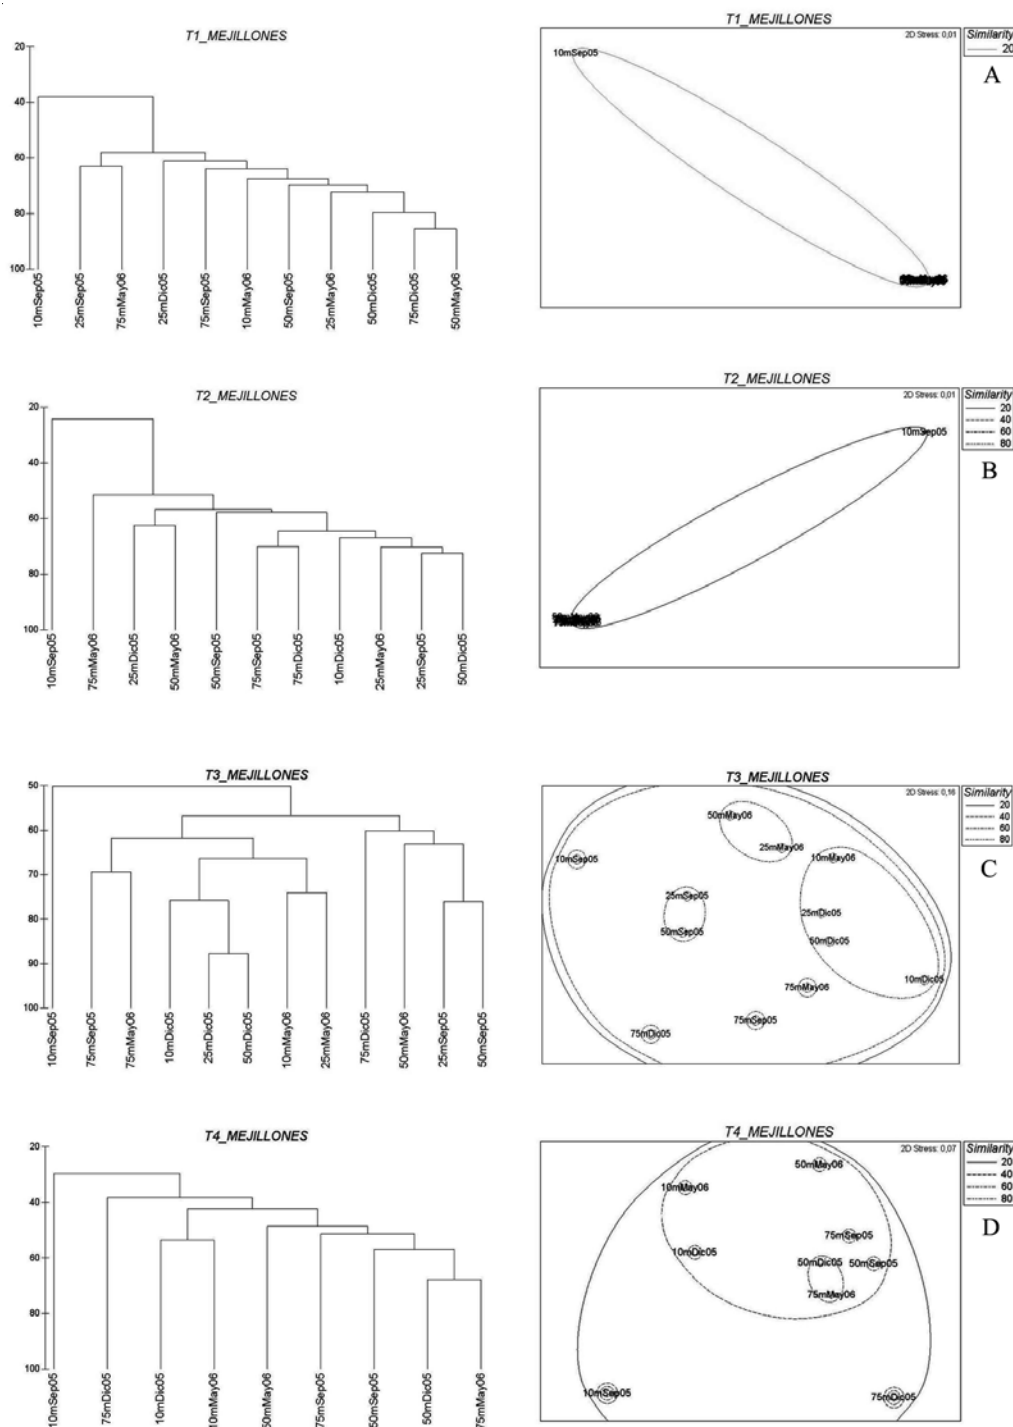 T1_MEJILLONES
20
40
60
80
100
10mSep05
25mSep05
75mMay06
25mDic05
75mSep05
10mMay06
50mSep05
25mMay06
50mDic05
75mDic05
50mMay06
T1_MEJILLONES
2D Stress: 0,01
Similarity
20
10mSep05
A
T2_MEJILLONES
20
40
60
80
100
10mSep05
75mMay06
25mDic05
50mMay06
50mSep05
75mSep05
75mDic05
10mDic05
25mMay06
25mSep05
50mDic05
T2_MEJILLONES
2D Stress: 0,01
Similarity
20
40
60
80
10mSep05
B
T3_MEJILLONES
50
60
70
80
90
100
10mSep05
75mSep05
75mMay06
10mDic05
25mDic05
50mDic05
10mMay06
25mMay06
75mDic05
50mMay06
25mSep05
50mSep05
T3_MEJILLONES
2D Stress: 0,16
Similarity
20
40
60
80
50mMay06
25mMay06
10mSep05
10mMay06
25mSep05
25mDic05
50mSep05
50mDic05
10mDic05
75mMay06
75mSep05
75mDic05
C
T4_MEJILLONES
20
40
60
80
100
10mSep05
75mDic05
10mDic05
10mMay06
50mMay06
75mSep05
50mSep05
50mDic05
75mMay06
T4_MEJILLONES
2D Stress: 0,07
Similarity
20
40
60
80
50mMay06
10mMay06
75mSep05
10mDic05
50mDic05
50mSep05
75mMay06
10mSep05
75mDic05
D